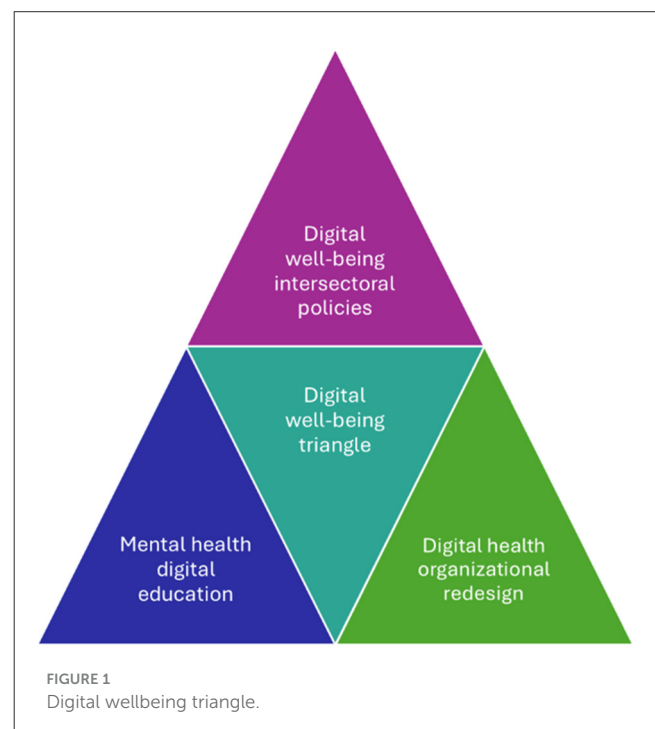 Digital
well-being
intersectoral
policies
Digital
well-being
triangle
Mental health
digital
education
Digital health
organizational
redesign
FIGURE 1
Digital wellbeing triangle.